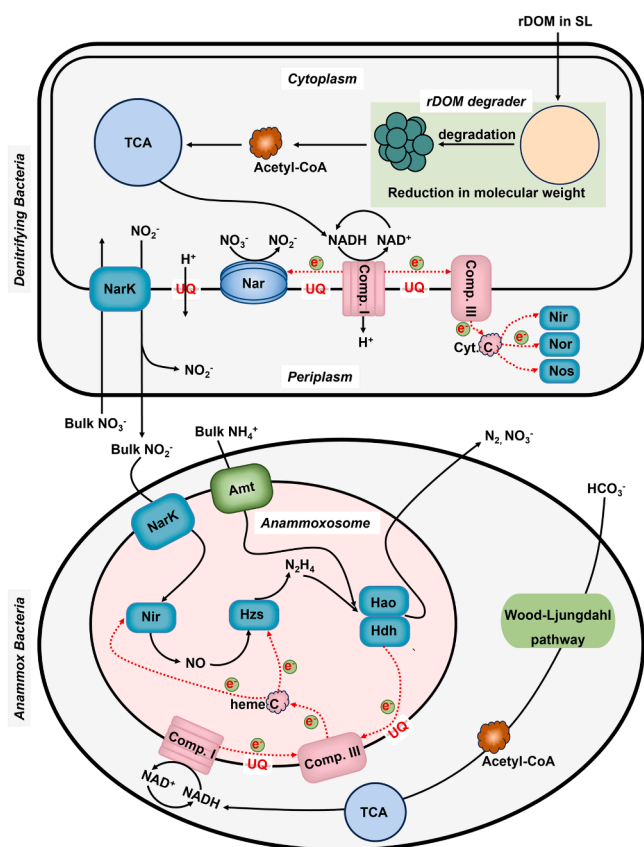 rDOM in SL
Cytoplasm
rDOM degrader
TCA
degradation
Acetyl-CoA
Reduction in molecular weight
Denitrifying Bacteria
NO₂⁻
H⁺
NO₃⁻
NO₂⁻
NADH
NAD⁺
e⁻
e⁻
NarK
UQ
Nar
UQ
Comp. I
UQ
Comp. III
e⁻
H⁺
Cyt.
C
e⁻
Nir
Nor
Nos
NO₂⁻
Periplasm
Bulk NO₃⁻
Bulk NO₂⁻
Bulk NH₄⁺
N₂, NO₃⁻
HCO₃⁻
Amt
NarK
Anammoxosome
N₂H₄
Nir
Hzs
Hao
Hdh
NO
Wood-Ljungdahl
pathway
Anammox Bacteria
e⁻
e⁻
heme
C
e⁻
e⁻
Comp. I
e⁻
UQ
Comp. III
UQ
Acetyl-CoA
NAD⁺
NADH
TCA